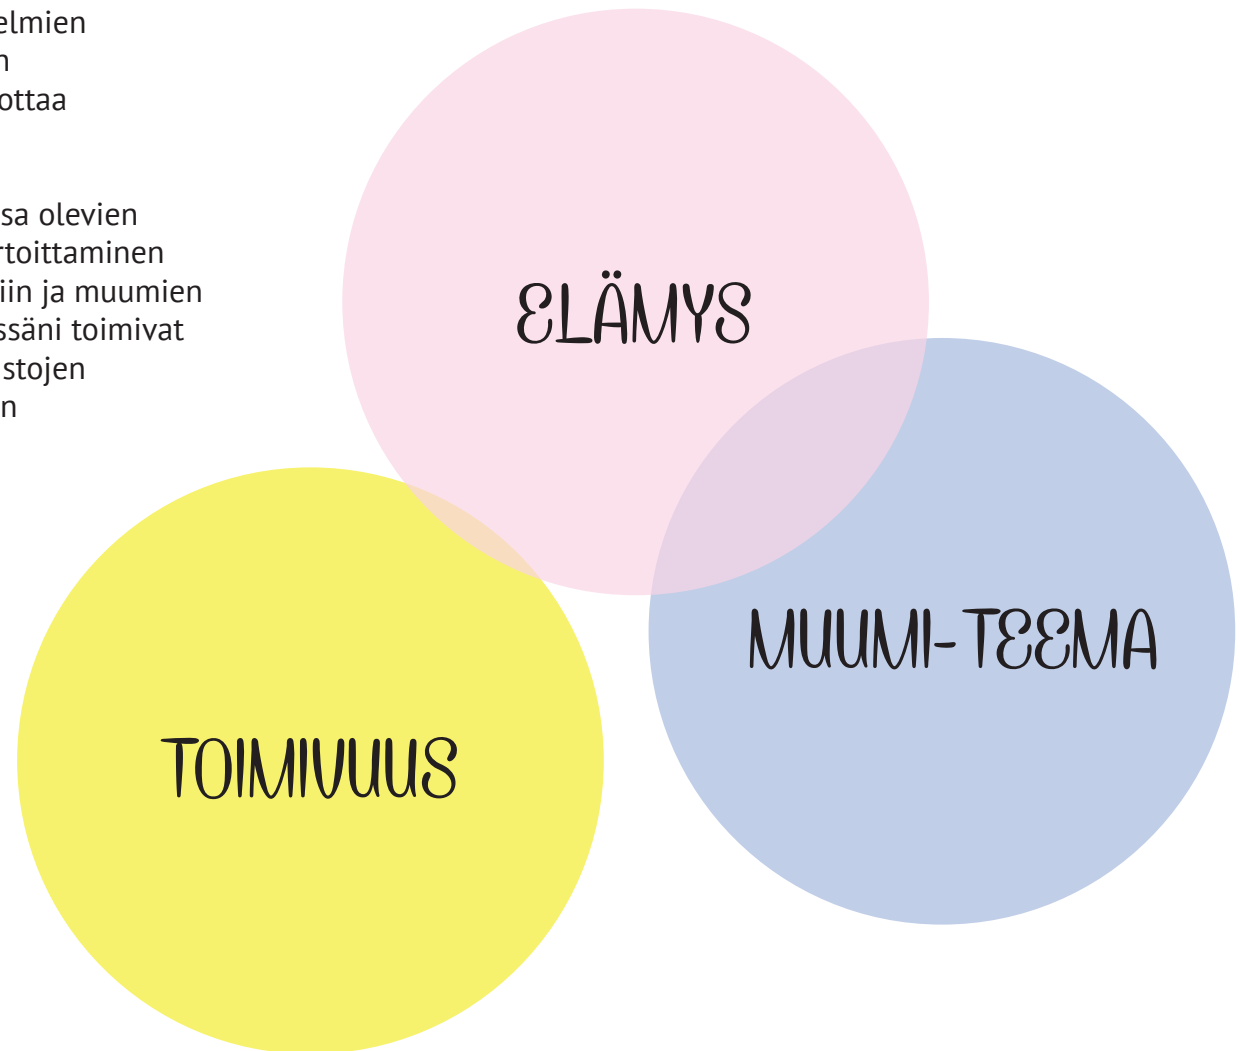 elmien
n
ottaa
sa olevien
rtoittaminen
iin ja muumien
ssäni toimivat
stojen
n
ELÄMYS
MUUMI-TEEMA
TOIMIVUUS